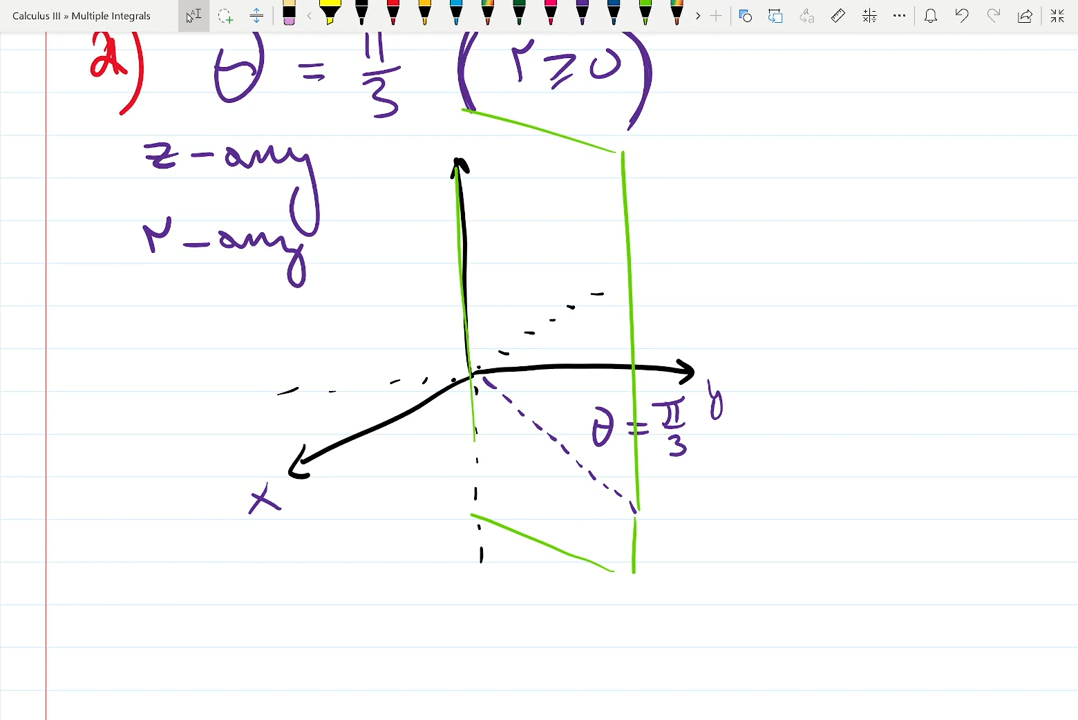 Calculus III » Multiple Integrals
2) θ = π/3 (r ≥ 0)
z - any
r - any
y
θ = π/3
x